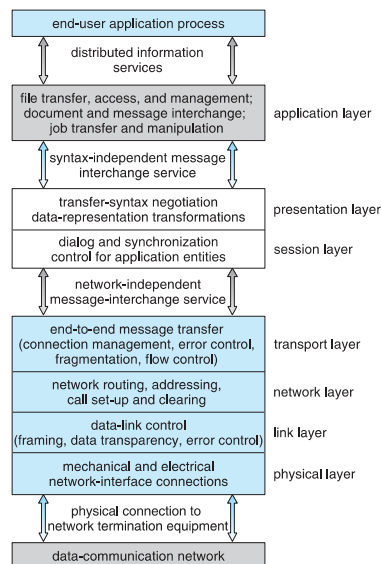 end-user application process
distributed information
services
file transfer, access, and management;
document and message interchange;
job transfer and manipulation
application layer
syntax-independent message
interchange service
transfer-syntax negotiation
data-representation transformations
presentation layer
dialog and synchronization
control for application entities
session layer
network-independent
message-interchange service
end-to-end message transfer
(connection management, error control,
fragmentation, flow control)
transport layer
network routing, addressing,
call set-up and clearing
network layer
data-link control
(framing, data transparency, error control)
link layer
mechanical and electrical
network-interface connections
physical layer
physical connection to
network termination equipment
data-communication network